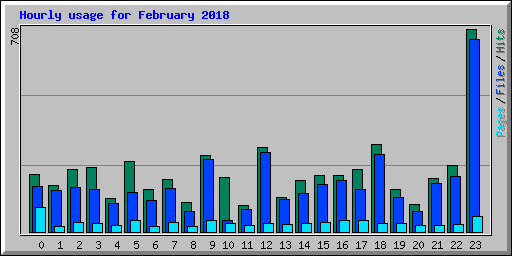 Hourly usage for February 2018
708
Pages / Files / Hits
0 1 2 3 4 5 6 7 8 9 10 11 12 13 14 15 16 17 18 19 20 21 22 23